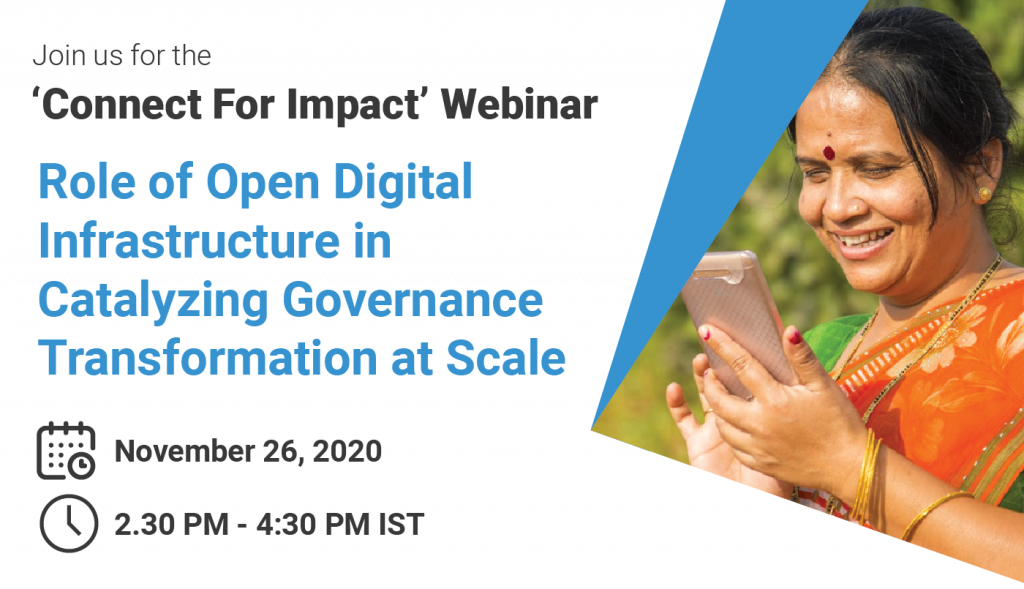 Join us for the
‘Connect For Impact’ Webinar
Role of Open Digital
Infrastructure in
Catalyzing Governance
Transformation at Scale
November 26, 2020
2.30 PM - 4:30 PM IST